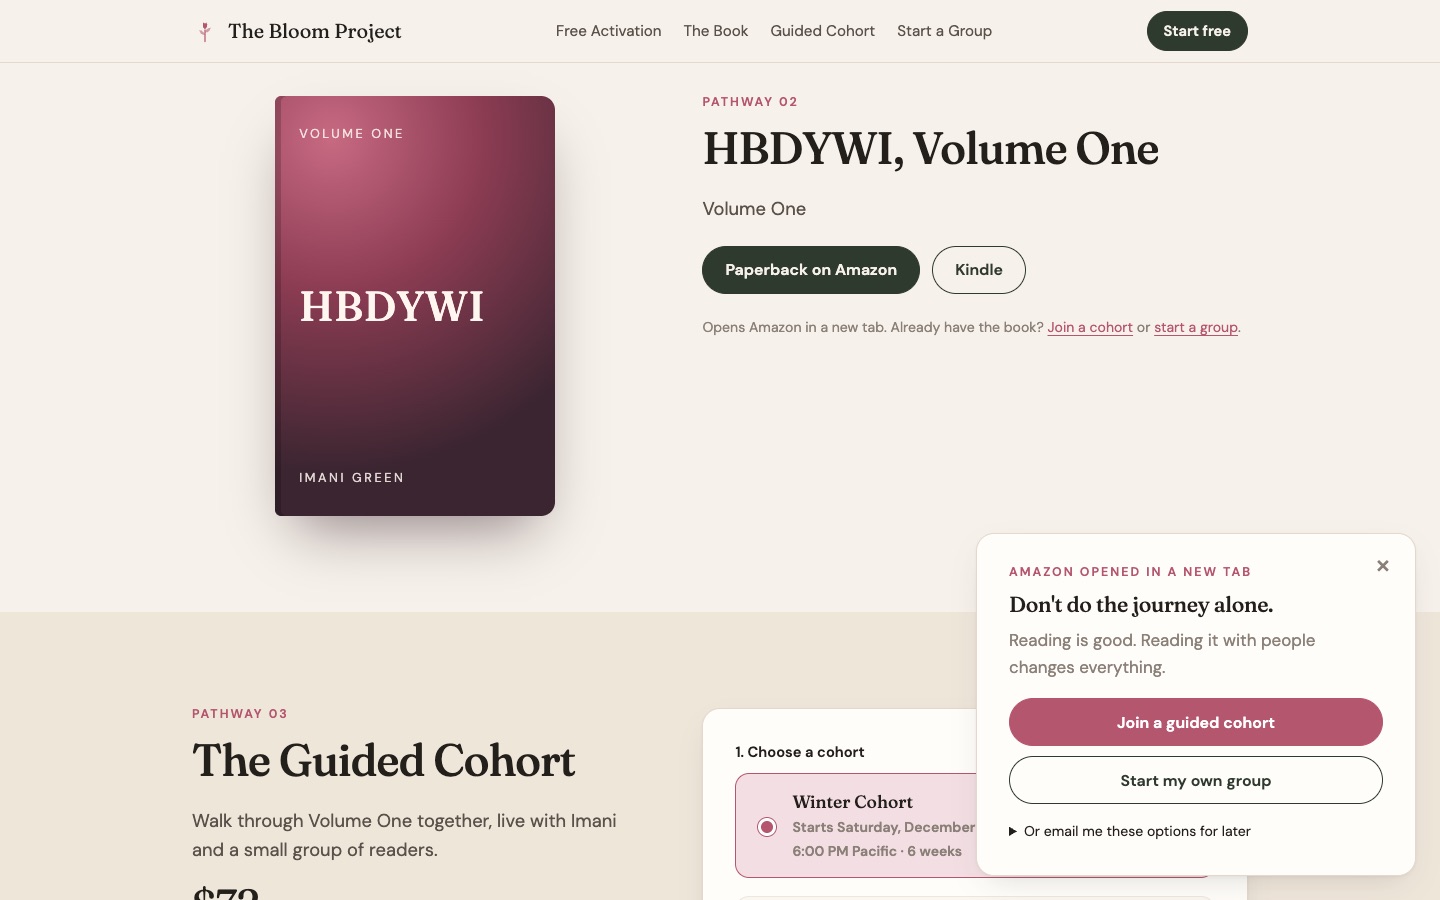 The Bloom Project
Free Activation
The Book
Guided Cohort
Start a Group
Start free
VOLUME ONE
HBDYWI
IMANI GREEN
PATHWAY 02
HBDYWI, Volume One
Volume One
Paperback on Amazon
Kindle
Opens Amazon in a new tab. Already have the book? Join a cohort or start a group.
PATHWAY 03
The Guided Cohort
Walk through Volume One together, live with Imani
and a small group of readers.
1. Choose a cohort
Winter Cohort
Starts Saturday, December
6:00 PM Pacific · 6 weeks
AMAZON OPENED IN A NEW TAB
Don't do the journey alone.
Reading is good. Reading it with people
changes everything.
Join a guided cohort
Start my own group
Or email me these options for later